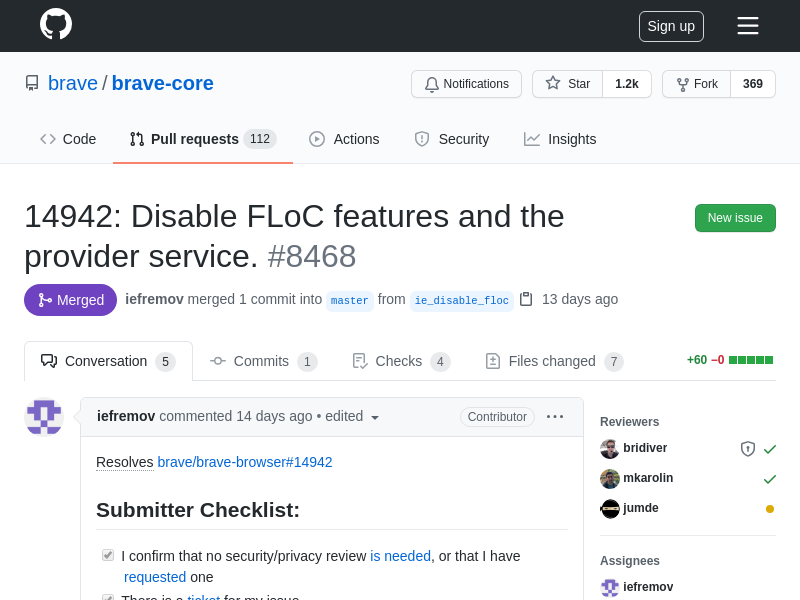 Sign up
brave / brave-core
Notifications
Star 1.2k
Fork 369
Code
Pull requests 112
Actions
Security
Insights
14942: Disable FLoC features and the
provider service. #8468
New issue
Merged
iefremov merged 1 commit into master from ie_disable_floc 13 days ago
Conversation 5
Commits 1
Checks 4
Files changed 7
+60 −0
iefremov commented 14 days ago • edited
Contributor
Resolves brave/brave-browser#14942
Submitter Checklist:
I confirm that no security/privacy review is needed, or that I have
requested one
There is a ticket for my issue
Reviewers
bridiver
mkarolin
jumde
Assignees
iefremov